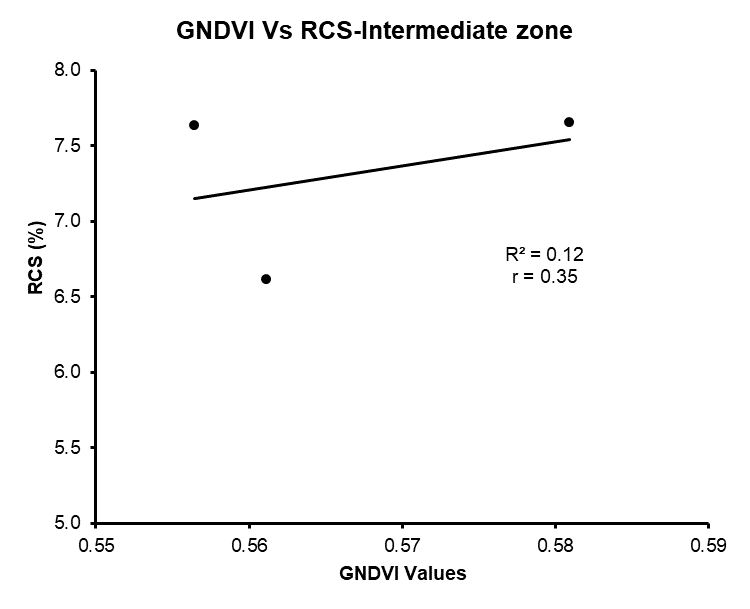 GNDVI Vs RCS-Intermediate zone
8.0
7.5
7.0
6.5
6.0
5.5
5.0
RCS (%)
R² = 0.12
r = 0.35
0.55 0.56 0.57 0.58 0.59
GNDVI Values